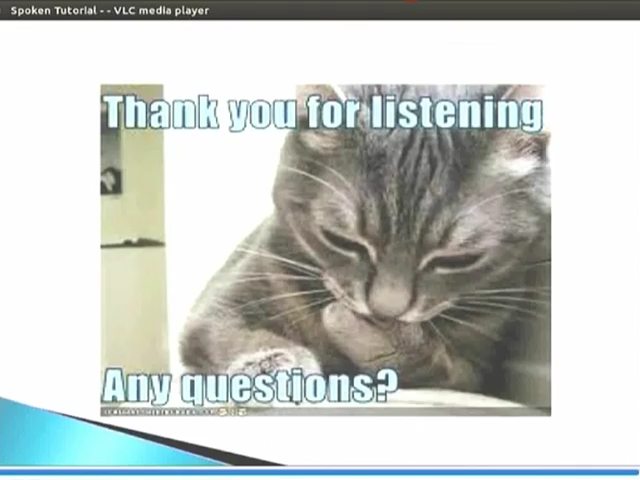 Spoken Tutorial - - VLC media player
Thank you for listening
Any questions?